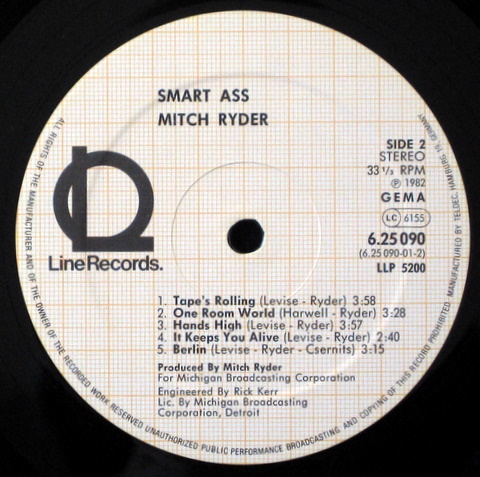 SMART ASS
MITCH RYDER
SIDE 2
STEREO
33 1/3 RPM
℗ 1982
GEMA
LC 6155
6.25 090
(6.25 090-01-2)
LLP 5200
LineRecords.
1. Tape's Rolling (Levise - Ryder) 3:58
2. One Room World (Harwell - Ryder) 3:28
3. Hands High (Levise - Ryder) 3:57
4. It Keeps You Alive (Levise - Ryder) 2:40
5. Berlin (Levise - Ryder - Csernits) 3:15
Produced By Mitch Ryder
For Michigan Broadcasting Corporation
Engineered By Rick Kerr
Lic. By Michigan Broadcasting
Corporation, Detroit
ALL RIGHTS OF THE MANUFACTURER AND OF THE OWNER OF THE RECORDED WORK RESERVED UNAUTHORIZED PUBLIC PERFORMANCE BROADCASTING AND COPYING OF THIS RECORD PROHIBITED MANUFACTURED BY TELDEC, HAMBURG 19, GERMANY